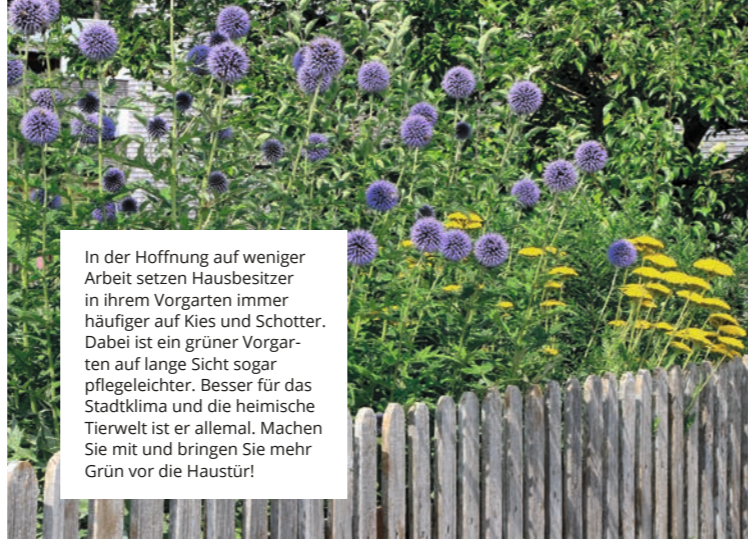 In der Hoffnung auf weniger
Arbeit setzen Hausbesitzer
in ihrem Vorgarten immer
häufiger auf Kies und Schotter.
Dabei ist ein grüner Vorgar-
ten auf lange Sicht sogar
pflegeleichter. Besser für das
Stadtklima und die heimische
Tierwelt ist er allemal. Machen
Sie mit und bringen Sie mehr
Grün vor die Haustür!